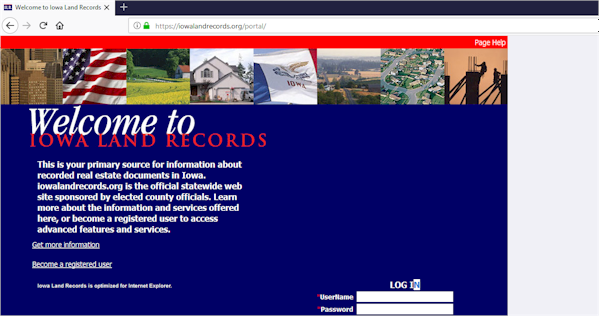 Welcome to Iowa Land Records
https://iowalandrecords.org/portal/
Page Help
IOWA
Welcome to
IOWA LAND RECORDS
This is your primary source for information about
recorded real estate documents in Iowa.
iowalandrecords.org is the official statewide web
site sponsored by elected county officials. Learn
more about the information and services offered
here, or become a registered user to access
advanced features and services.
Get more information
Become a registered user
Iowa Land Records is optimized for Internet Explorer.
LOG IN
*UserName
*Password